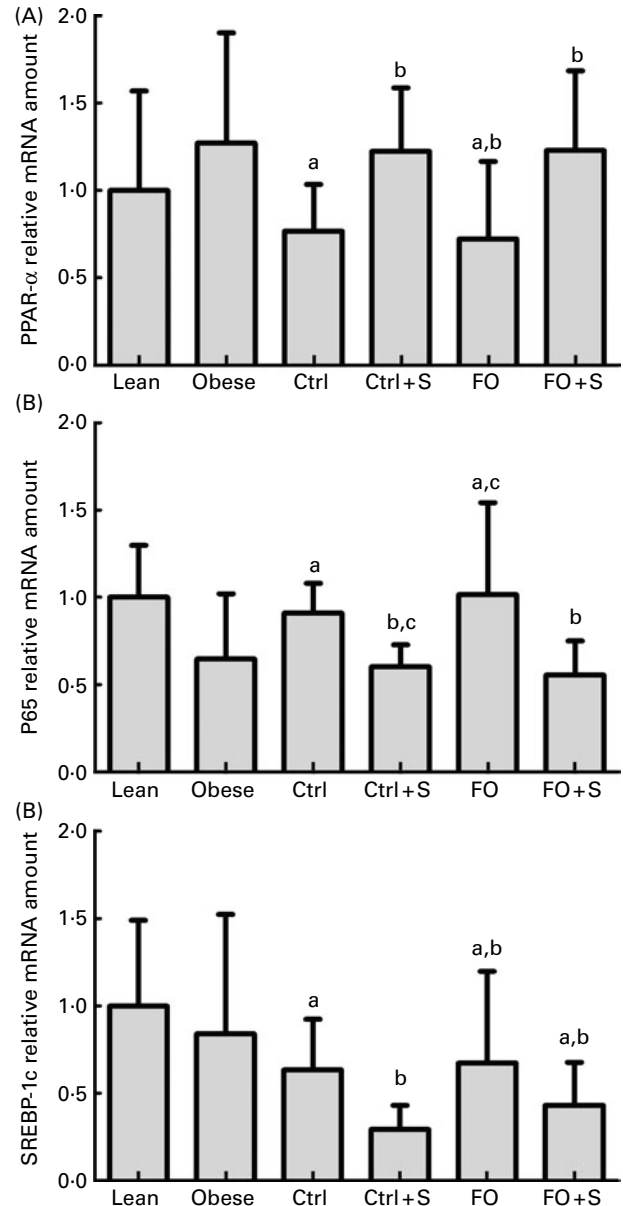 (A)
PPAR-α relative mRNA amount
2·0
1·5
1·0
0·5
0·0
a
b
a,b
b
Lean Obese Ctrl Ctrl+S FO FO+S
(B)
P65 relative mRNA amount
2·0
1·5
1·0
0·5
0·0
a
b,c
a,c
b
Lean Obese Ctrl Ctrl+S FO FO+S
(B)
SREBP-1c relative mRNA amount
2·0
1·5
1·0
0·5
0·0
a
b
a,b
a,b
Lean Obese Ctrl Ctrl+S FO FO+S